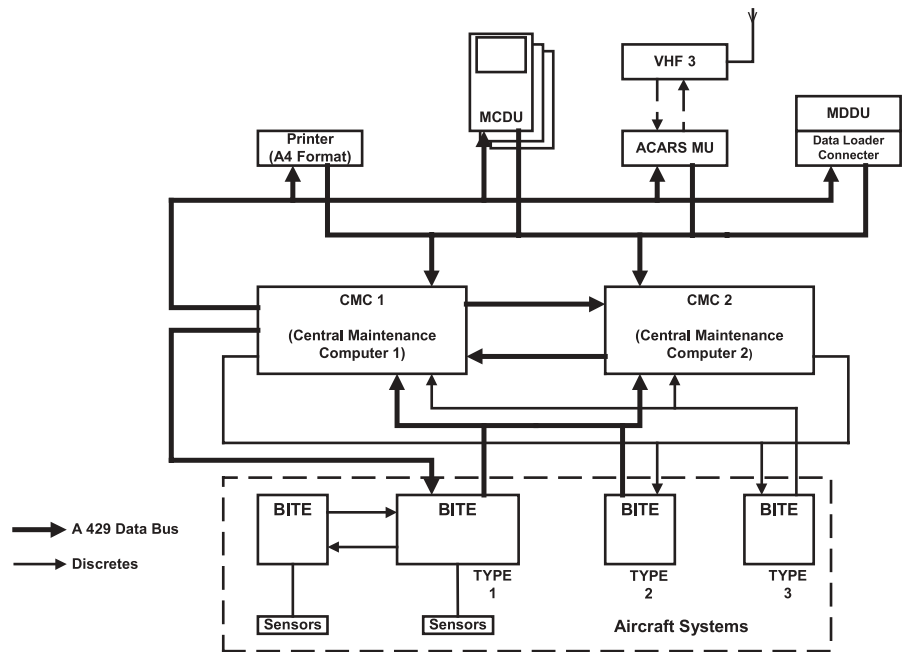 VHF 3
MCDU
MDDU
Printer
(A4 Format)
ACARS MU
Data Loader
Connecter
CMC 1
(Central Maintenance
Computer 1)
CMC 2
(Central Maintenance
Computer 2)
BITE
BITE
BITE
BITE
A 429 Data Bus
Discretes
TYPE
1
TYPE
2
TYPE
3
Sensors
Sensors
Aircraft Systems